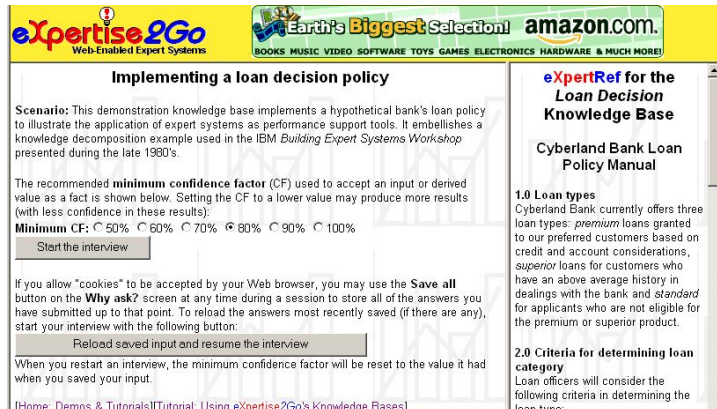 eXpertise2Go
Web-Enabled Expert Systems
Earth's Biggest Selection!
amazon.com.
BOOKS MUSIC VIDEO SOFTWARE TOYS GAMES ELECTRONICS HARDWARE & MUCH MORE!
Implementing a loan decision policy
Scenario: This demonstration knowledge base implements a hypothetical bank's loan policy
to illustrate the application of expert systems as performance support tools. It embellishes a
knowledge decomposition example used in the IBM Building Expert Systems Workshop
presented during the late 1980's.
The recommended minimum confidence factor (CF) used to accept an input or derived
value as a fact is shown below. Setting the CF to a lower value may produce more results
(with less confidence in these results):
Minimum CF: 50% 60% 70% 80% 90% 100%
Start the interview
If you allow "cookies" to be accepted by your Web browser, you may use the Save all
button on the Why ask? screen at any time during a session to store all of the answers you
have submitted up to that point. To reload the answers most recently saved (if there are any),
start your interview with the following button:
Reload saved input and resume the interview
When you restart an interview, the minimum confidence factor will be reset to the value it had
when you saved your input.
[Home: Demos & Tutorials][Tutorial: Using eXpertise2Go's Knowledge Bases]
eXpertRef for the
Loan Decision
Knowledge Base
Cyberland Bank Loan
Policy Manual
1.0 Loan types
Cyberland Bank currently offers three
loan types: premium loans granted
to our preferred customers based on
credit and account considerations,
superior loans for customers who
have an above average history in
dealings with the bank and standard
for applicants who are not eligible for
the premium or superior product.
2.0 Criteria for determining loan
category
Loan officers will consider the
following criteria in determining the
loan type: